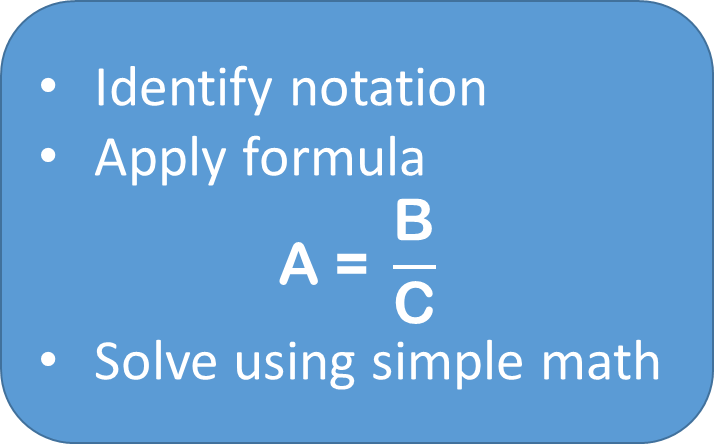 • Identify notation
• Apply formula
A = B/C
• Solve using simple math